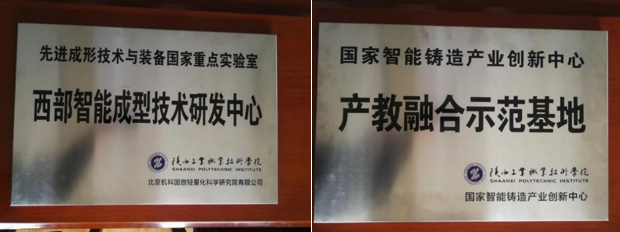 先进成形技术与装备国家重点实验室
西部智能成型技术研发中心
陕西工业职业技术学院
SHAANXI POLYTECHNIC INSTITUTE
北京机科国创轻量化科学研究院有限公司
国家智能铸造产业创新中心
产教融合示范基地
陕西工业职业技术学院
SHAANXI POLYTECHNIC INSTITUTE
国家智能铸造产业创新中心